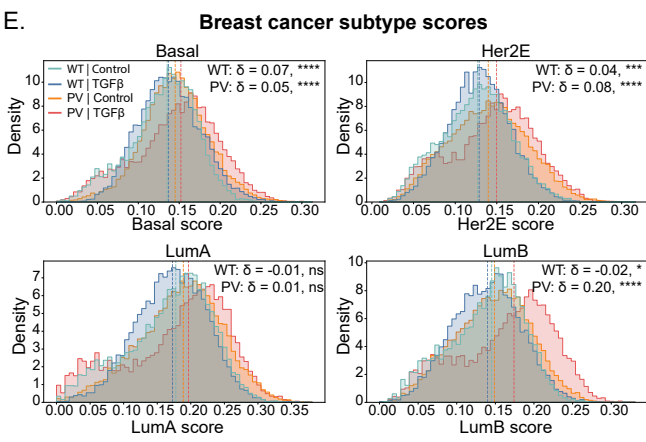 E.
Breast cancer subtype scores
Basal
WT | Control
WT | TGFβ
PV | Control
PV | TGFβ
WT: δ = 0.07, ****
PV: δ = 0.05, ****
Density
10
8
6
4
2
0
0.00 0.05 0.10 0.15 0.20 0.25 0.30
Basal score
Her2E
WT: δ = 0.04, ***
PV: δ = 0.08, ****
Density
10
8
6
4
2
0
0.00 0.05 0.10 0.15 0.20 0.25 0.30
Her2E score
LumA
WT: δ = -0.01, ns
PV: δ = 0.01, ns
Density
7
6
5
4
3
2
1
0
0.00 0.05 0.10 0.15 0.20 0.25 0.30 0.35
LumA score
LumB
WT: δ = -0.02, *
PV: δ = 0.20, ****
Density
10
8
6
4
2
0
0.00 0.05 0.10 0.15 0.20 0.25 0.30
LumB score